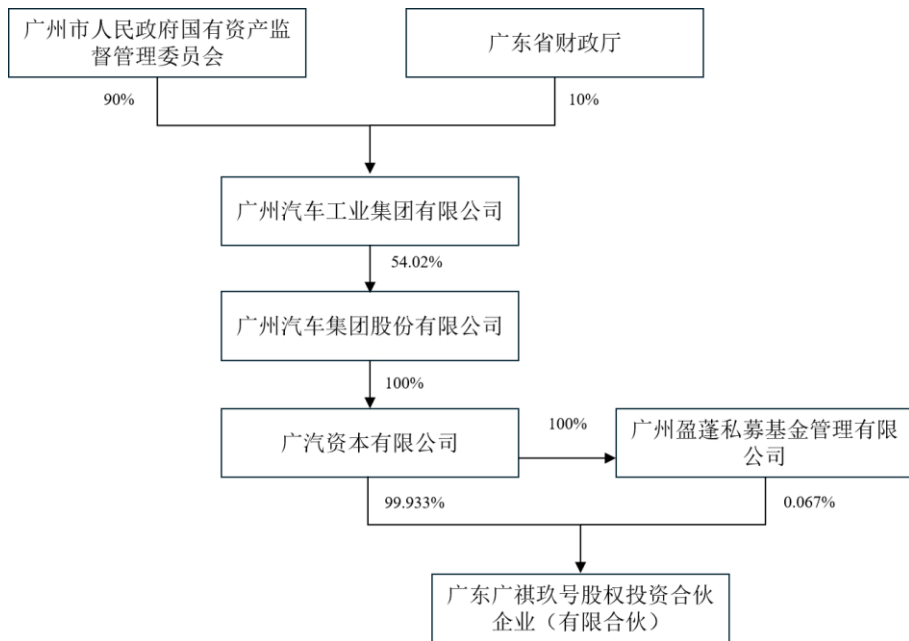 广州市人民政府国有资产监
督管理委员会
广东省财政厅
90%
10%
广州汽车工业集团有限公司
54.02%
广州汽车集团股份有限公司
100%
广汽资本有限公司
100%
广州盈蓬私募基金管理有限
公司
99.933%
0.067%
广东广祺玖号股权投资合伙
企业（有限合伙）